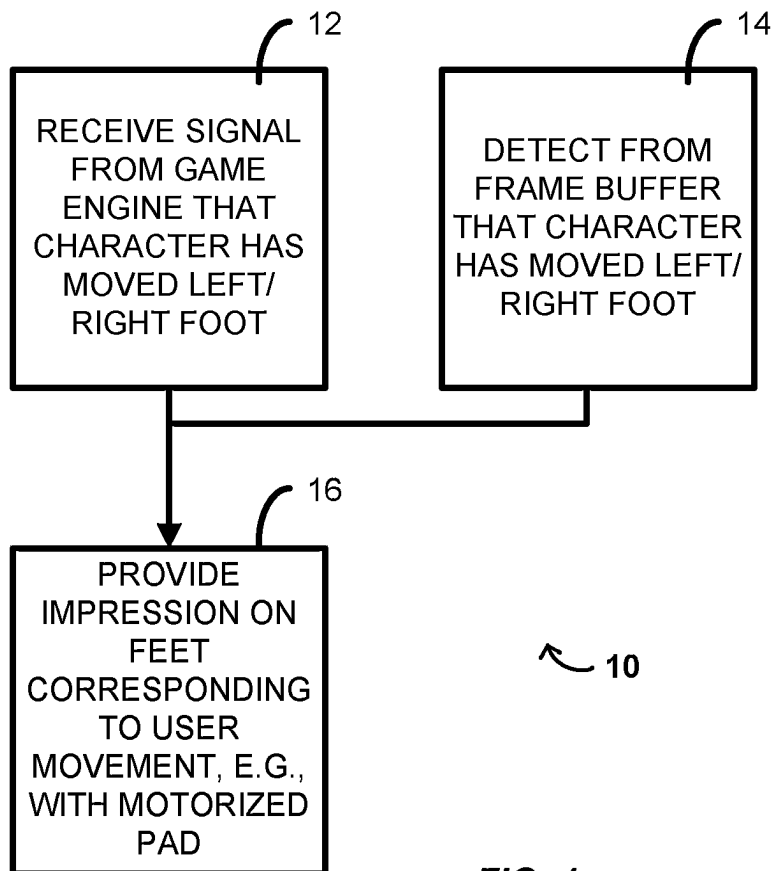 12
14
RECEIVE SIGNAL
FROM GAME
ENGINE THAT
CHARACTER HAS
MOVED LEFT/
RIGHT FOOT
DETECT FROM
FRAME BUFFER
THAT CHARACTER
HAS MOVED LEFT/
RIGHT FOOT
16
PROVIDE
IMPRESSION ON
FEET
CORRESPONDING
TO USER
MOVEMENT, E.G.,
WITH MOTORIZED
PAD
10